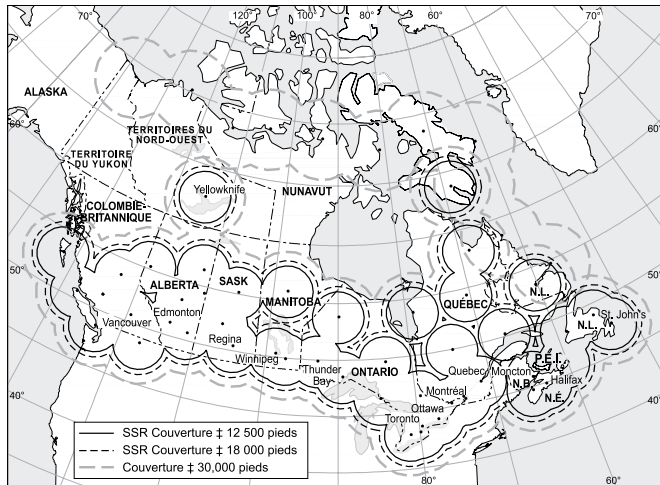 120° 100° 80° 60° 70°
70°
ALASKA
TERRITOIRES DU
NORD-OUEST
60°
TERRITOIRE
DU YUKON
60°
Yellowknife
NUNAVUT
COLOMBIE-
BRITANNIQUE
50°
ALBERTA
SASK
MANITOBA
QUÉBEC
N.L.
Edmonton
N.L.
St. John's
Vancouver
50°
Regina
Winnipeg
Thunder
Bay
ONTARIO
Quebec
Moncton
P.E.I.
N.B.
Halifax
N.É.
Montréal
40°
Ottawa
Toronto
40°
SSR Couverture ‡ 12 500 pieds
SSR Couverture ‡ 18 000 pieds
Couverture ‡ 30,000 pieds
80°
60°